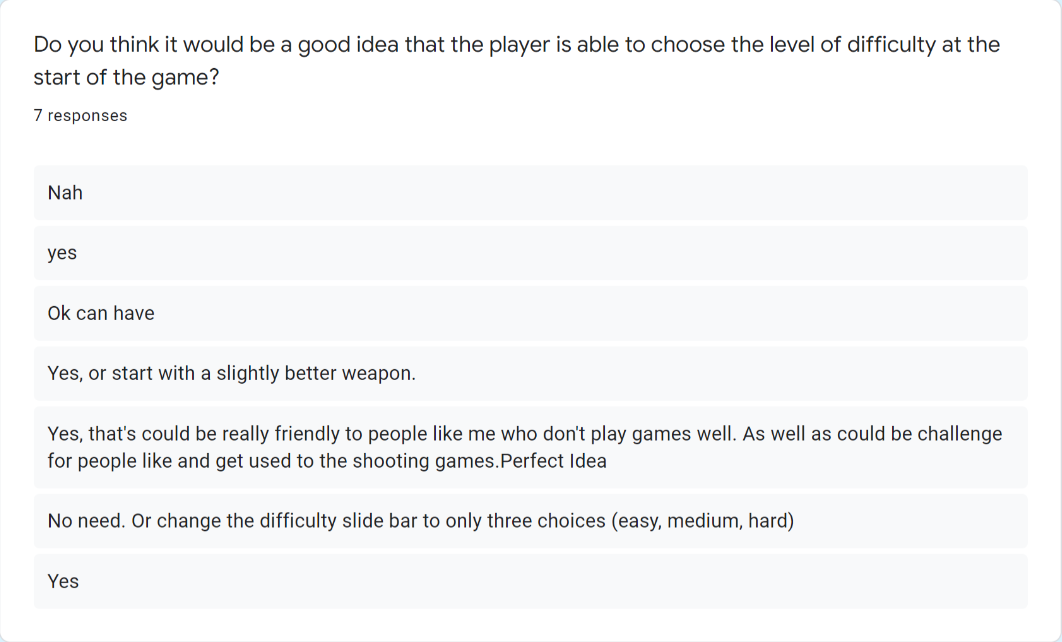 Do you think it would be a good idea that the player is able to choose the level of difficulty at the
start of the game?
7 responses
Nah
yes
Ok can have
Yes, or start with a slightly better weapon.
Yes, that's could be really friendly to people like me who don't play games well. As well as could be challenge
for people like and get used to the shooting games.Perfect Idea
No need. Or change the difficulty slide bar to only three choices (easy, medium, hard)
Yes